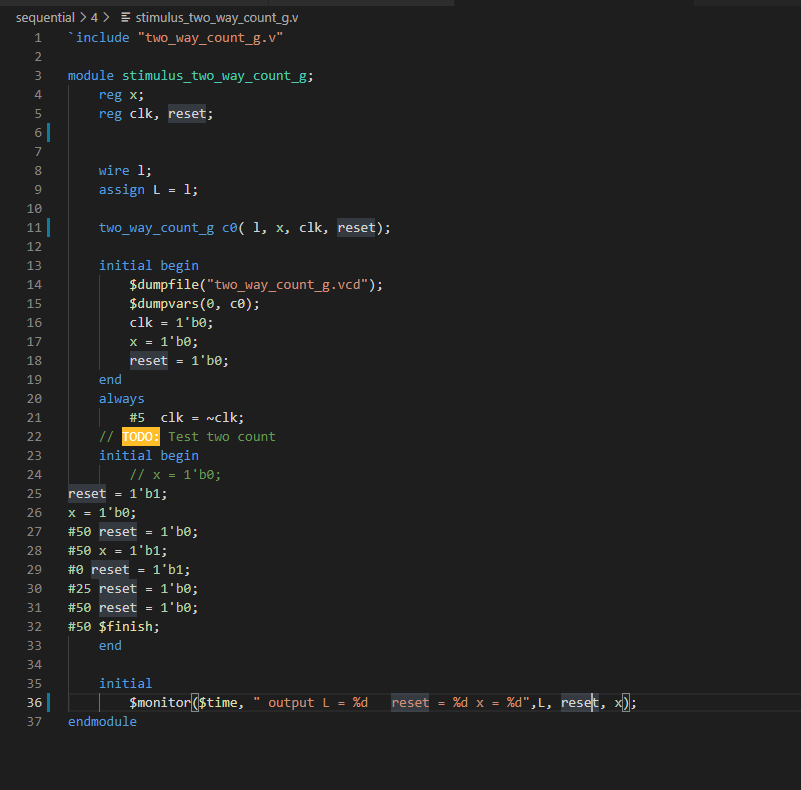 sequential > 4 > stimulus_two_way_count_g.v
1 `include "two_way_count_g.v"
2
3 module stimulus_two_way_count_g;
4 reg x;
5 reg clk, reset;
6
7
8 wire l;
9 assign L = l;
10
11 two_way_count_g c0( l, x, clk, reset);
12
13 initial begin
14 $dumpfile("two_way_count_g.vcd");
15 $dumpvars(0, c0);
16 clk = 1'b0;
17 x = 1'b0;
18 reset = 1'b0;
19 end
20 always
21 #5  clk = ~clk;
22 // TODO: Test two count
23 initial begin
24 // x = 1'b0;
25 reset = 1'b1;
26 x = 1'b0;
27 #50 reset = 1'b0;
28 #50 x = 1'b1;
29 #0 reset = 1'b1;
30 #25 reset = 1'b0;
31 #50 reset = 1'b0;
32 #50 $finish;
33 end
34
35 initial
36 $monitor($time, " output L = %d   reset = %d x = %d",L, reset, x);
37 endmodule